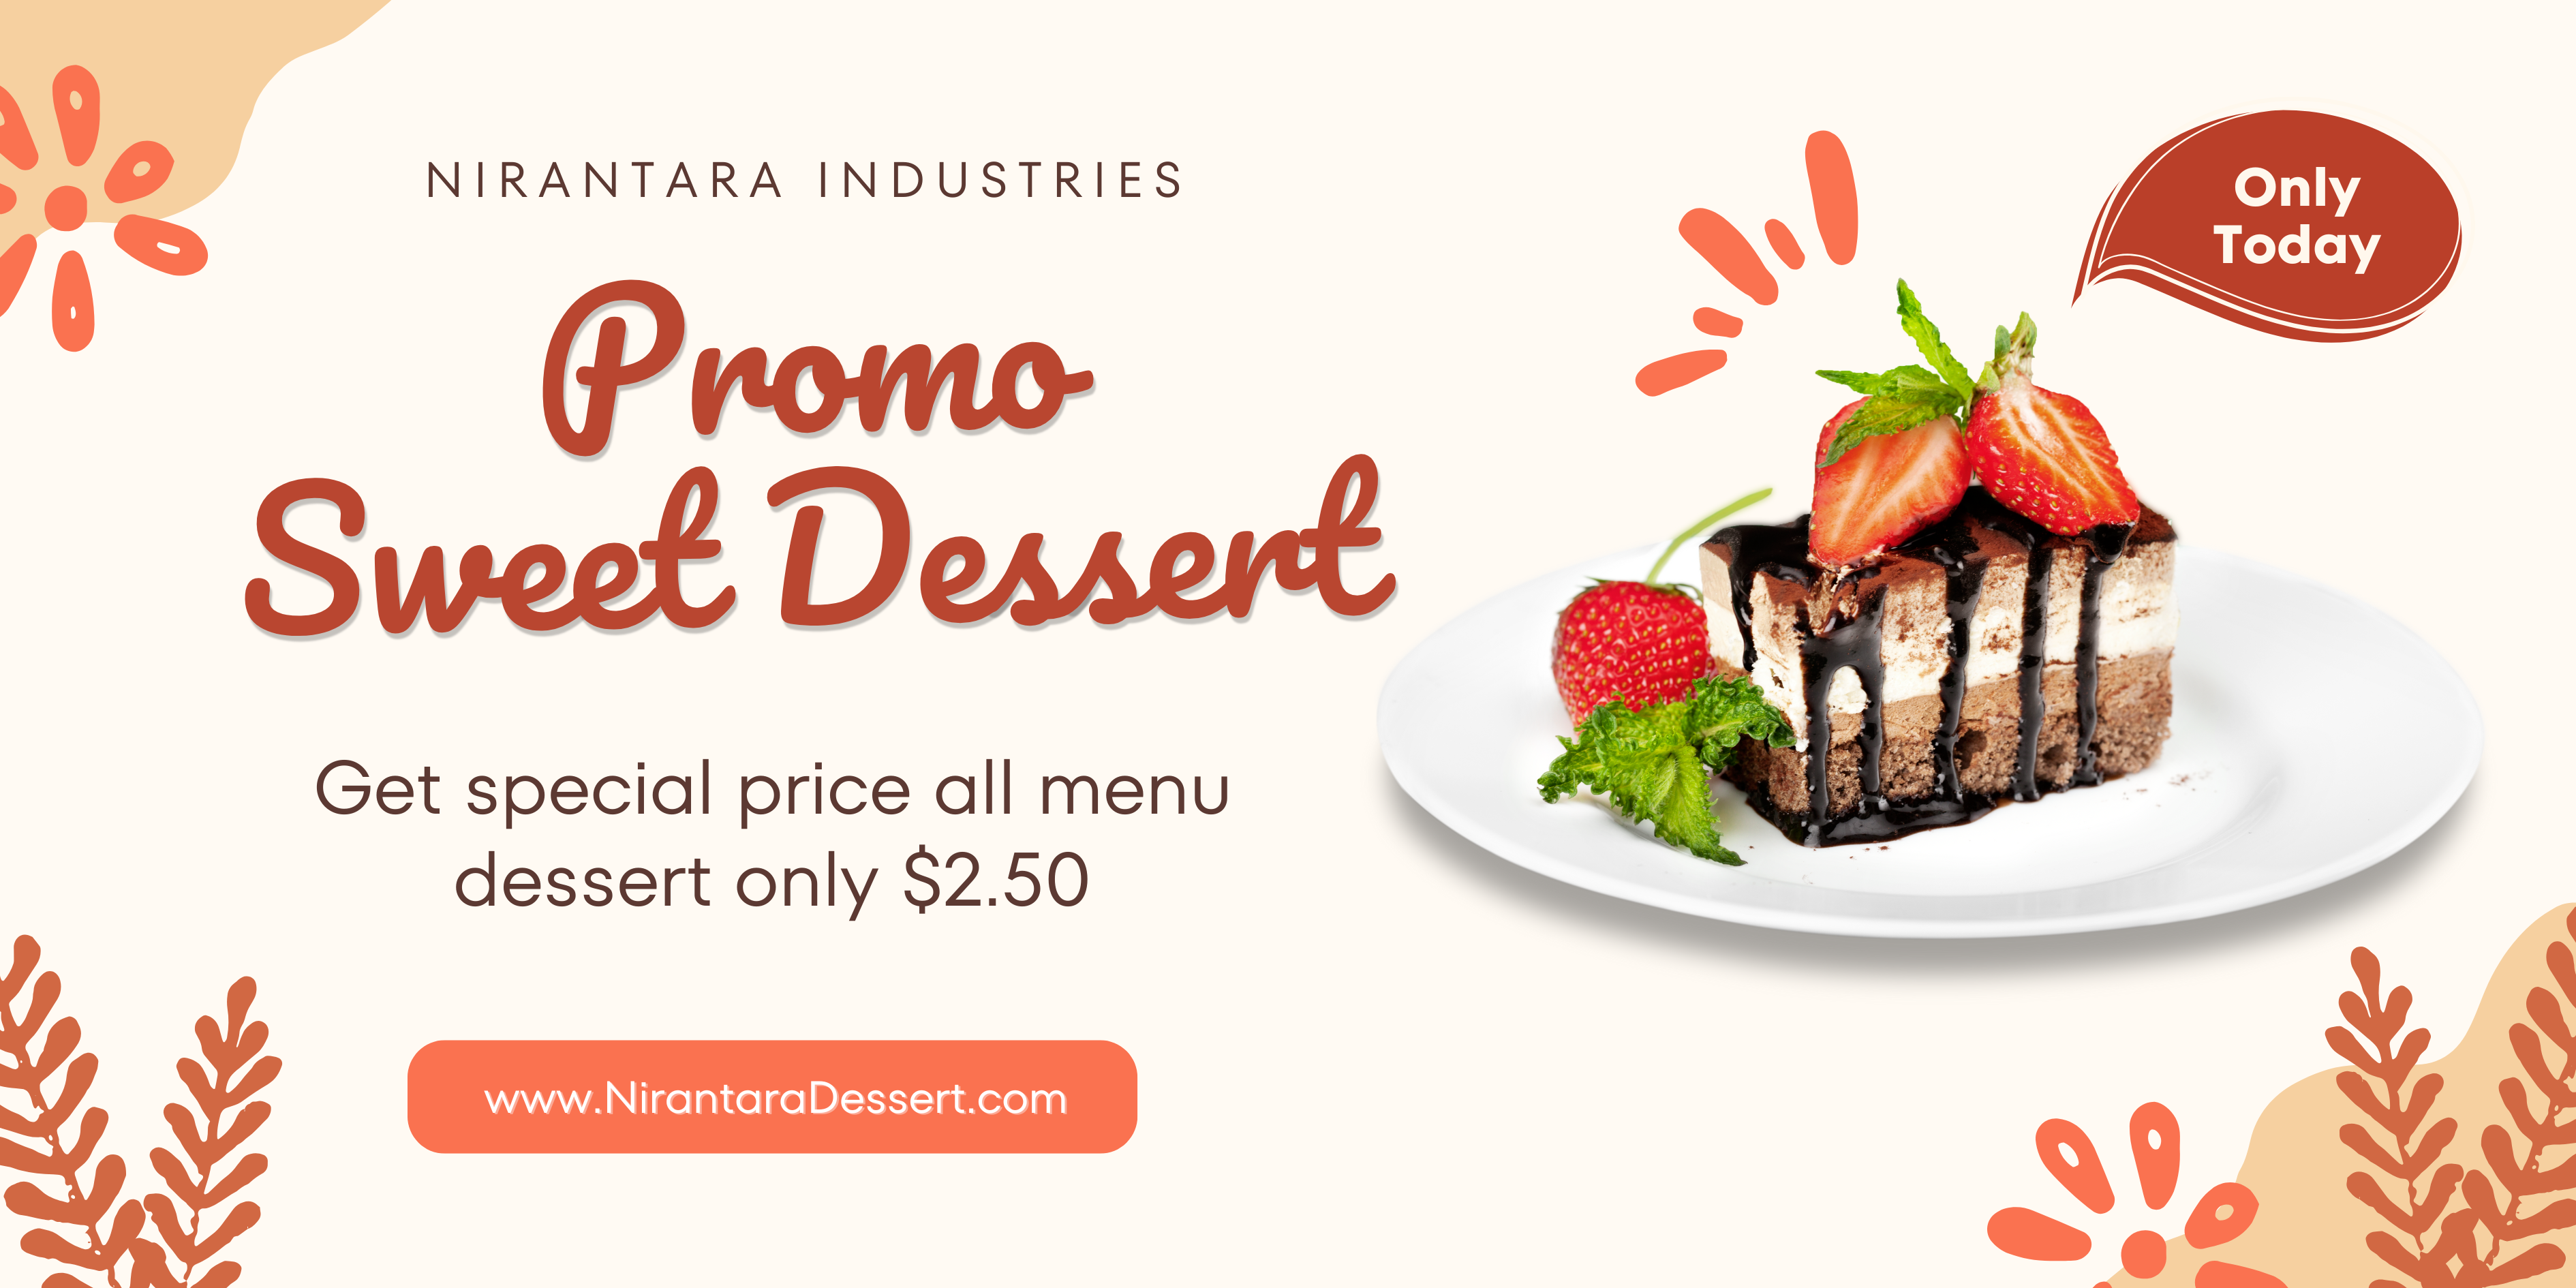 NIRANTARA INDUSTRIES
Promo
Sweet Dessert
Get special price all menu
dessert only $2.50
www.NirantaraDessert.com
Only
Today